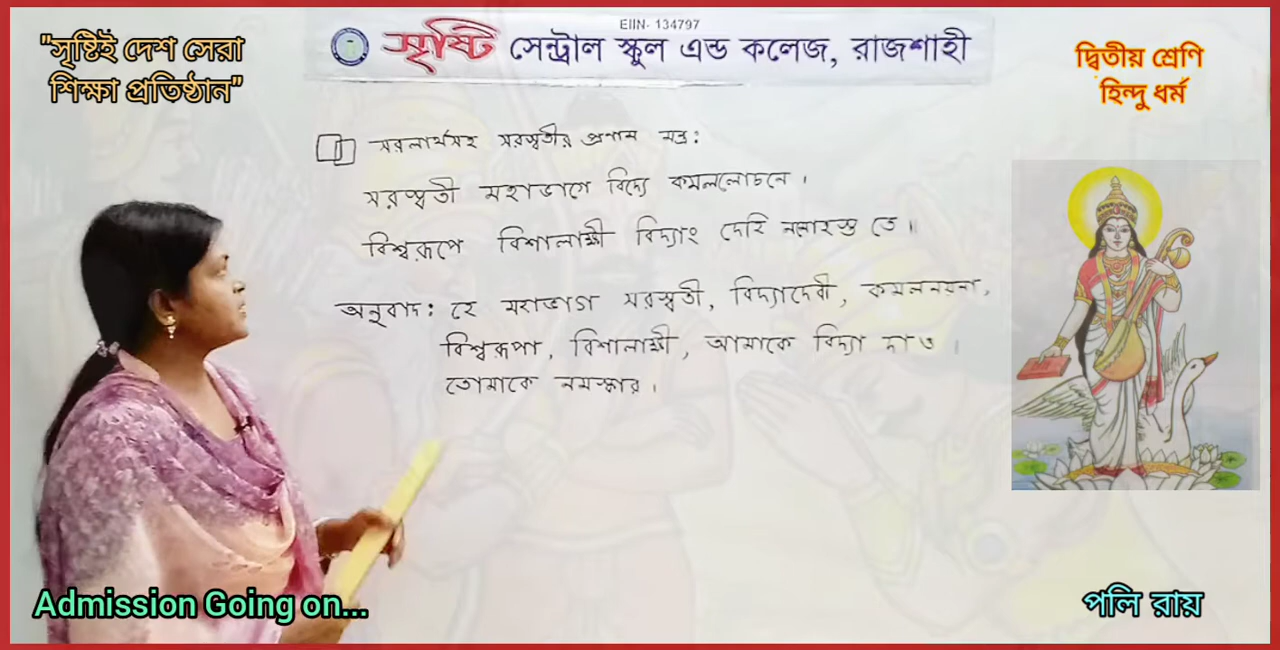 "সৃষ্টিই দেশ সেরা
শিক্ষা প্রতিষ্ঠান"
EIIN- 134797
সৃষ্টি সেন্ট্রাল স্কুল এন্ড কলেজ, রাজশাহী
দ্বিতীয় শ্রেণি
হিন্দু ধর্ম
সরলার্থসহ সরস্বতীর প্রণাম মন্ত্র:
সরস্বতী মহাভাগে বিদ্যে কমললোচনে।
বিশ্বরূপে বিশালাক্ষী বিদ্যাং দেহি নমোহস্তু তে॥
অনুবাদ: হে মহাভাগা সরস্বতী, বিদ্যাদেবী, কমলনয়না,
বিশ্বরূপা, বিশালাক্ষী, আমাকে বিদ্যা দাও।
তোমাকে নমস্কার।
Admission Going on...
পলি রায়